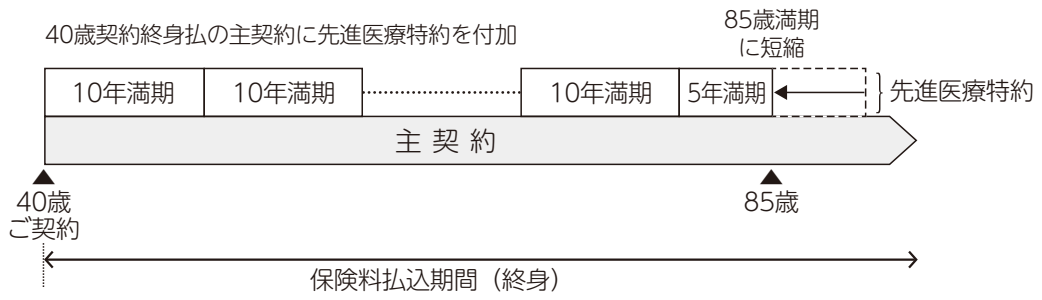 40歳契約終身払の主契約に先進医療特約を付加
85歳満期
に短縮
10年満期
10年満期
10年満期
5年満期
先進医療特約
主契約
40歳
ご契約
85歳
保険料払込期間（終身）